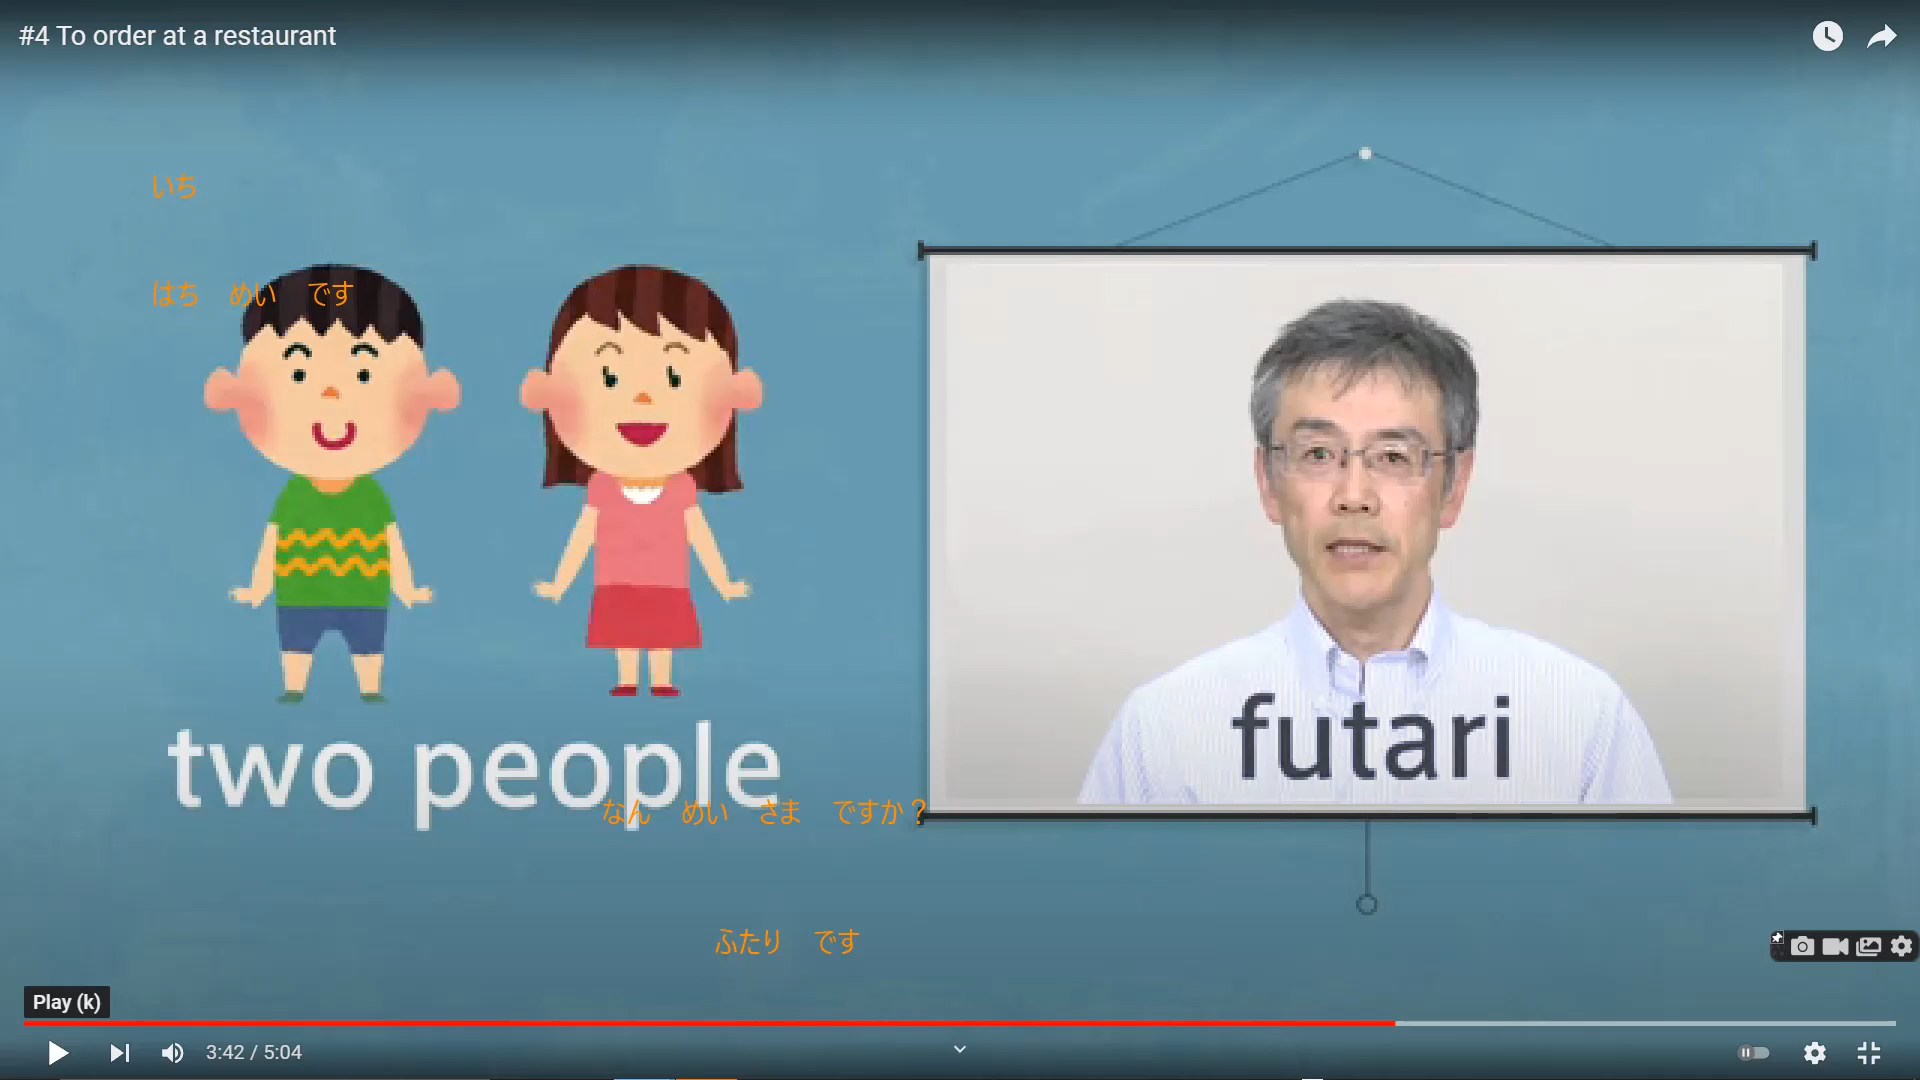 #4 To order at a restaurant
いち
はち　めい　です
two people
futari
なん　めい　さま　ですか？
ふたり　です
Play (k)
3:42 / 5:04